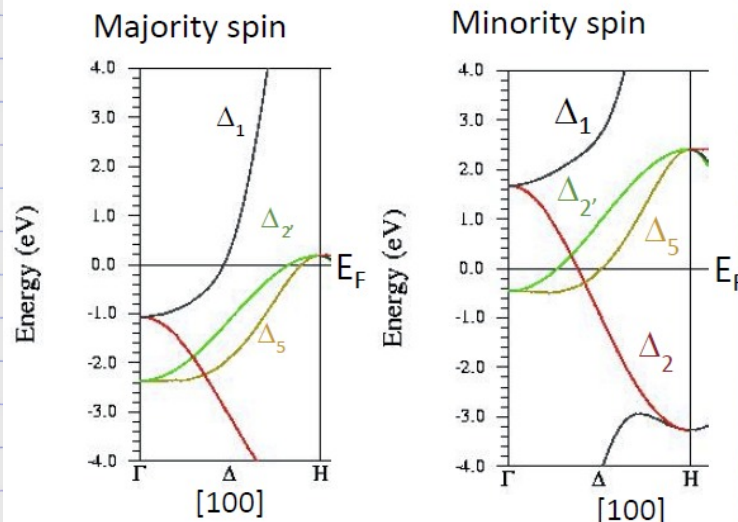 Majority spin
Energy (eV)
4.0
3.0
2.0
1.0
0.0
-1.0
-2.0
-3.0
-4.0
Δ1
Δ2'
Δ5
EF
Γ
Δ
H
[100]
Minority spin
Energy (eV)
4.0
3.0
2.0
1.0
0.0
-1.0
-2.0
-3.0
-4.0
Δ1
Δ2'
Δ5
Δ2
EF
Γ
Δ
H
[100]